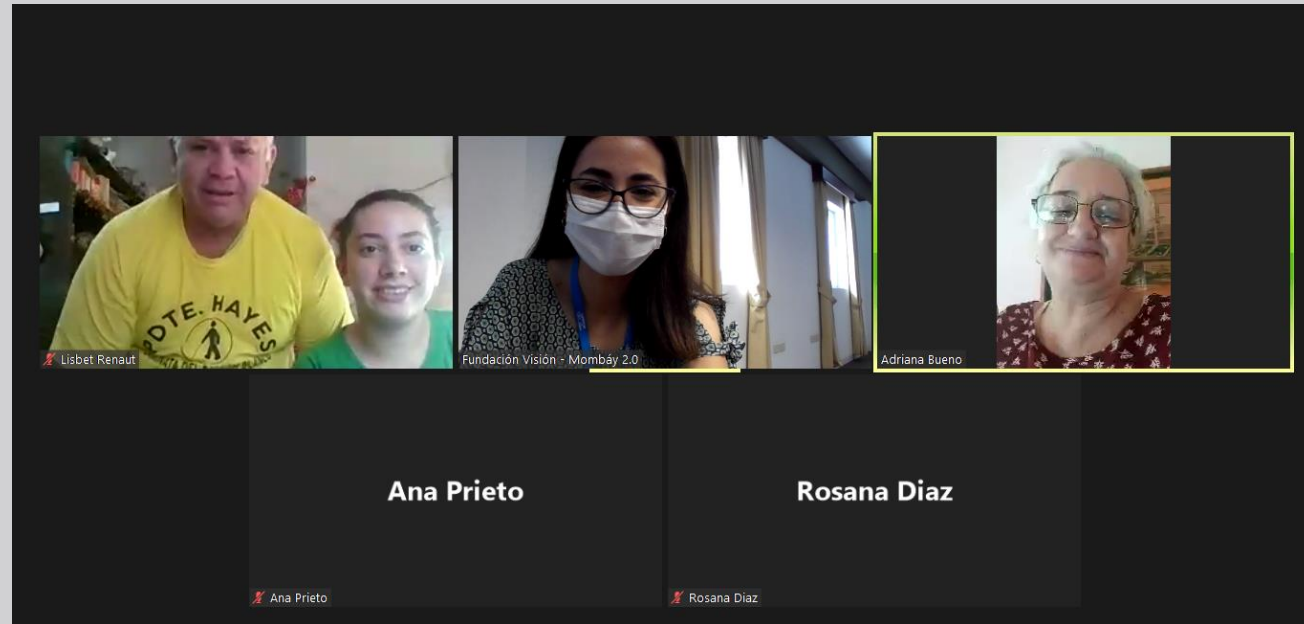 PDTE. HAYES
Lisbet Renaut
Fundación Visión - Mombáy 2.0
Adriana Bueno
Ana Prieto
Rosana Diaz
Ana Prieto
Rosana Diaz